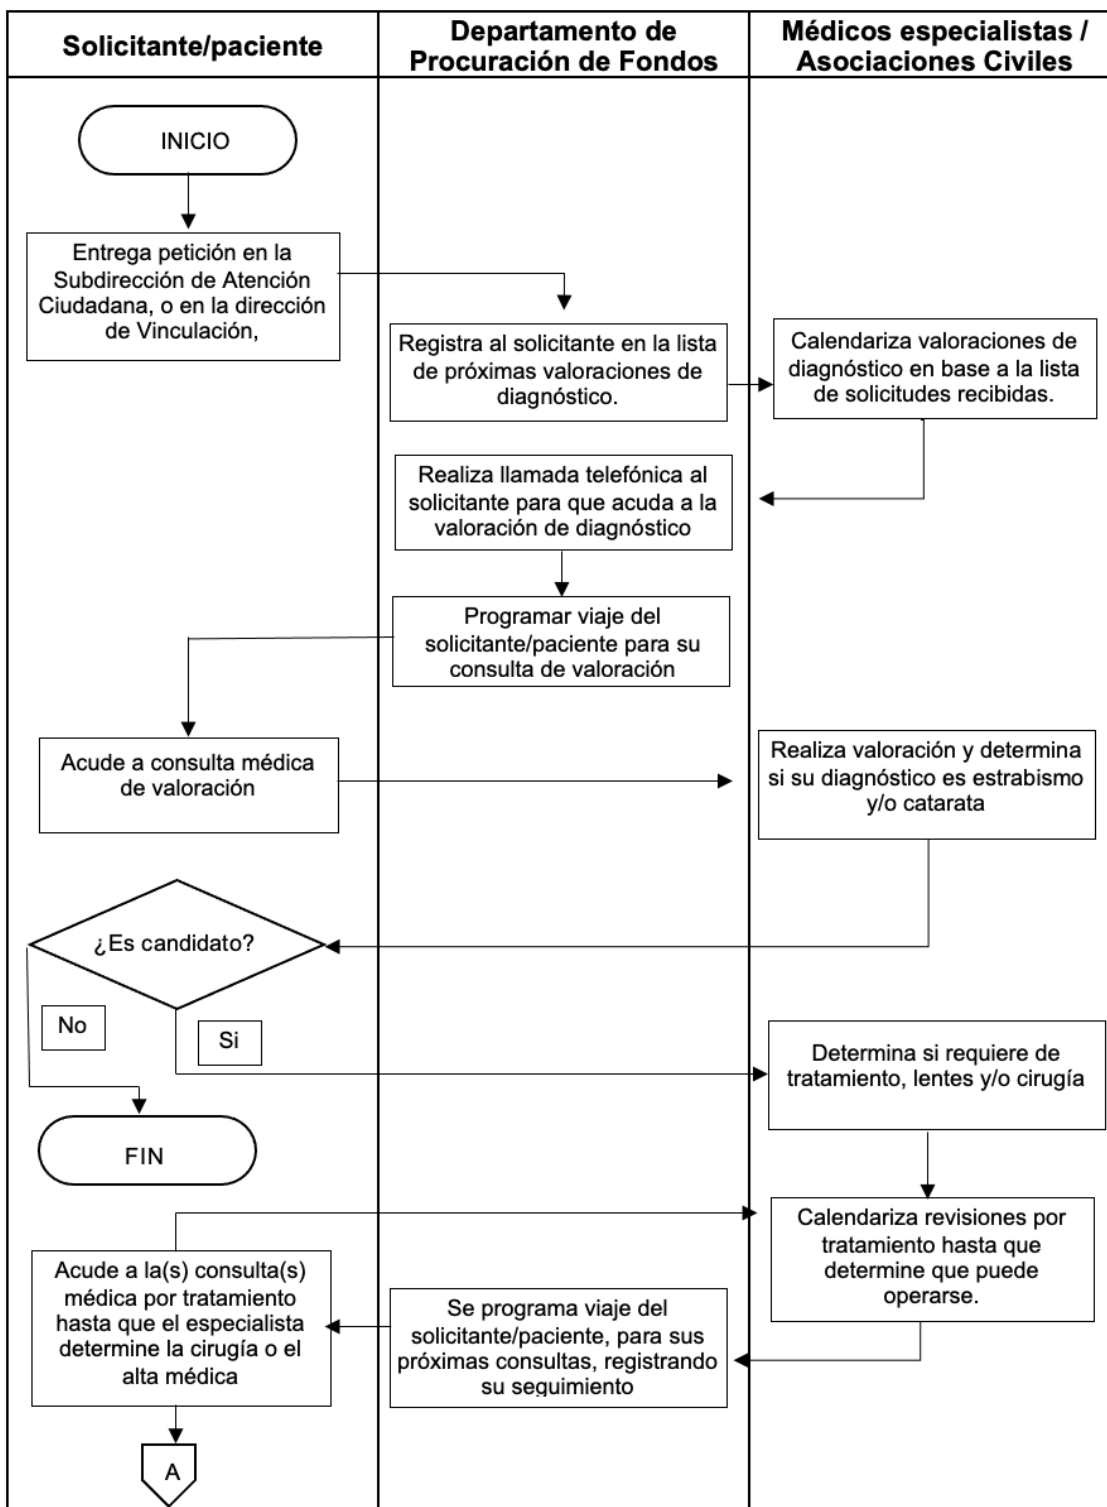 Solicitante/paciente
Departamento de
Procuración de Fondos
Médicos especialistas /
Asociaciones Civiles
INICIO
Entrega petición en la
Subdirección de Atención
Ciudadana, o en la dirección
de Vinculación,
Registra al solicitante en la lista
de próximas valoraciones de
diagnóstico.
Calendariza valoraciones de
diagnóstico en base a la lista
de solicitudes recibidas.
Realiza llamada telefónica al
solicitante para que acuda a la
valoración de diagnóstico
Programar viaje del
solicitante/paciente para su
consulta de valoración
Acude a consulta médica
de valoración
Realiza valoración y determina
si su diagnóstico es estrabismo
y/o catarata
¿Es candidato?
No
Si
FIN
Determina si requiere de
tratamiento, lentes y/o cirugía
Calendariza revisiones por
tratamiento hasta que
determine que puede
operarse.
Se programa viaje del
solicitante/paciente, para sus
próximas consultas, registrando
su seguimiento
Acude a la(s) consulta(s)
médica por tratamiento
hasta que el especialista
determine la cirugía o el
alta médica
A